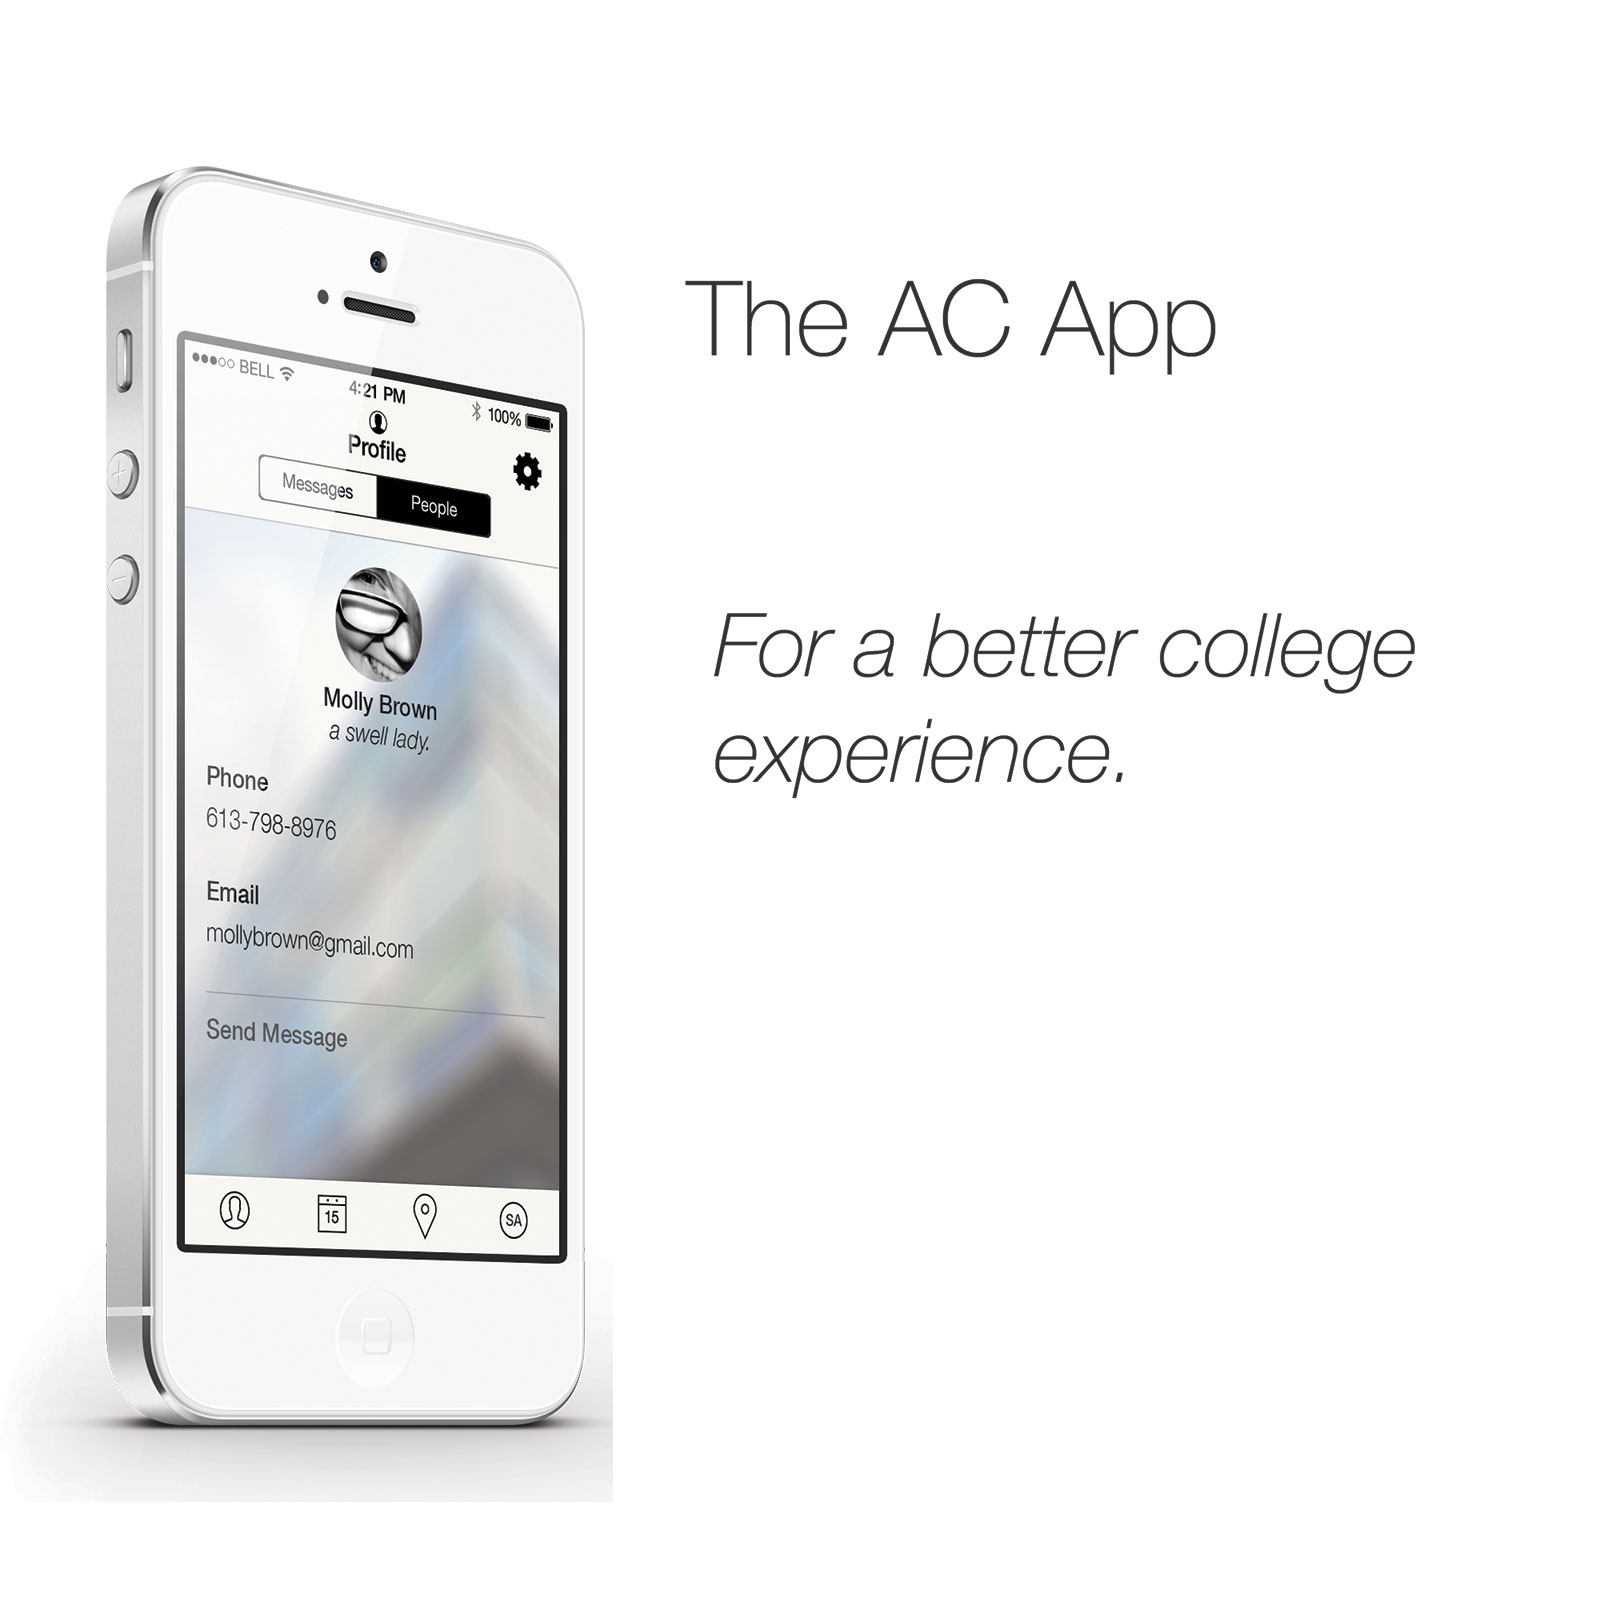 BELL
4:21 PM
100%
Profile
Messages
People
Molly Brown
a swell lady.
Phone
613-798-8976
Email
mollybrown@gmail.com
Send Message
15
SA
The AC App
For a better college
experience.